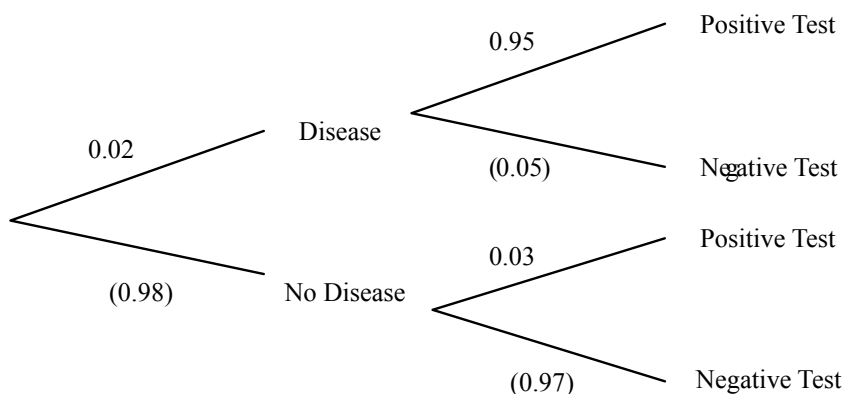 0.95
Positive Test
0.02
Disease
(0.05)
Negative Test
(0.98)
No Disease
0.03
Positive Test
(0.97)
Negative Test